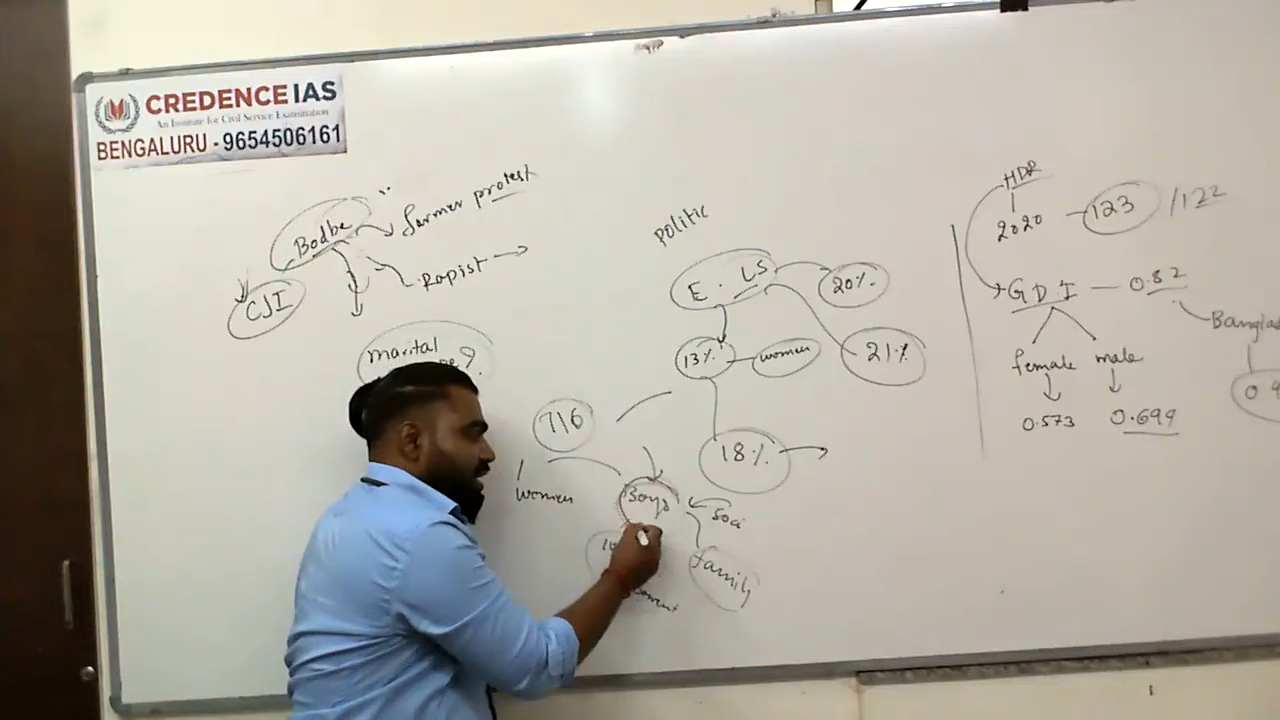 CREDENCE IAS
An Institute for Civil Service Examination
BENGALURU - 9654506161
Bodbe
farmer protest
Rapist
CJI
marital
?
politic
E. LS
20%
13%
women
21%
18%
716
women
Boys
Soci
family
HDR
2020 - 123 /122
GDI - 0.82
female male
0.573 0.699